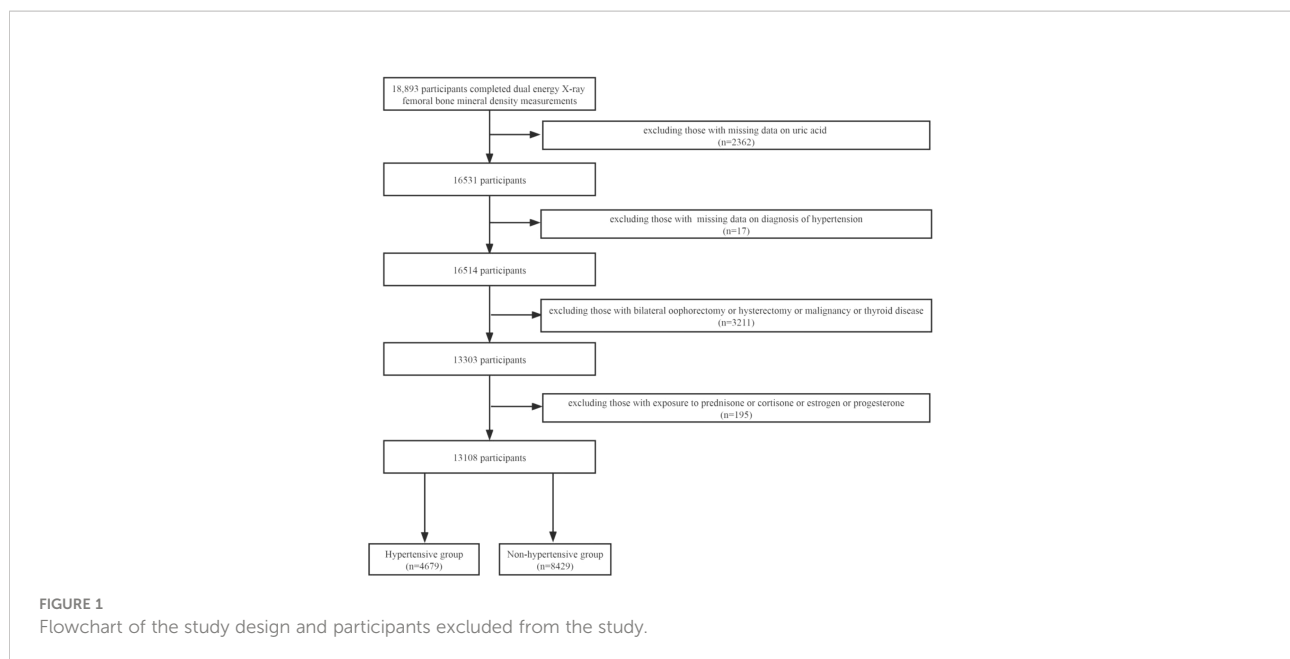 18,893 participants completed dual energy X-ray
femoral bone mineral density measurements
excluding those with missing data on uric acid
(n=2362)
16531 participants
excluding those with missing data on diagnosis of hypertension
(n=17)
16514 participants
excluding those with bilateral oophorectomy or hysterectomy or malignancy or thyroid disease
(n=3211)
13303 participants
excluding those with exposure to prednisone or cortisone or estrogen or progesterone
(n=195)
13108 participants
Hypertensive group
(n=4679)
Non-hypertensive group
(n=8429)
FIGURE 1
Flowchart of the study design and participants excluded from the study.